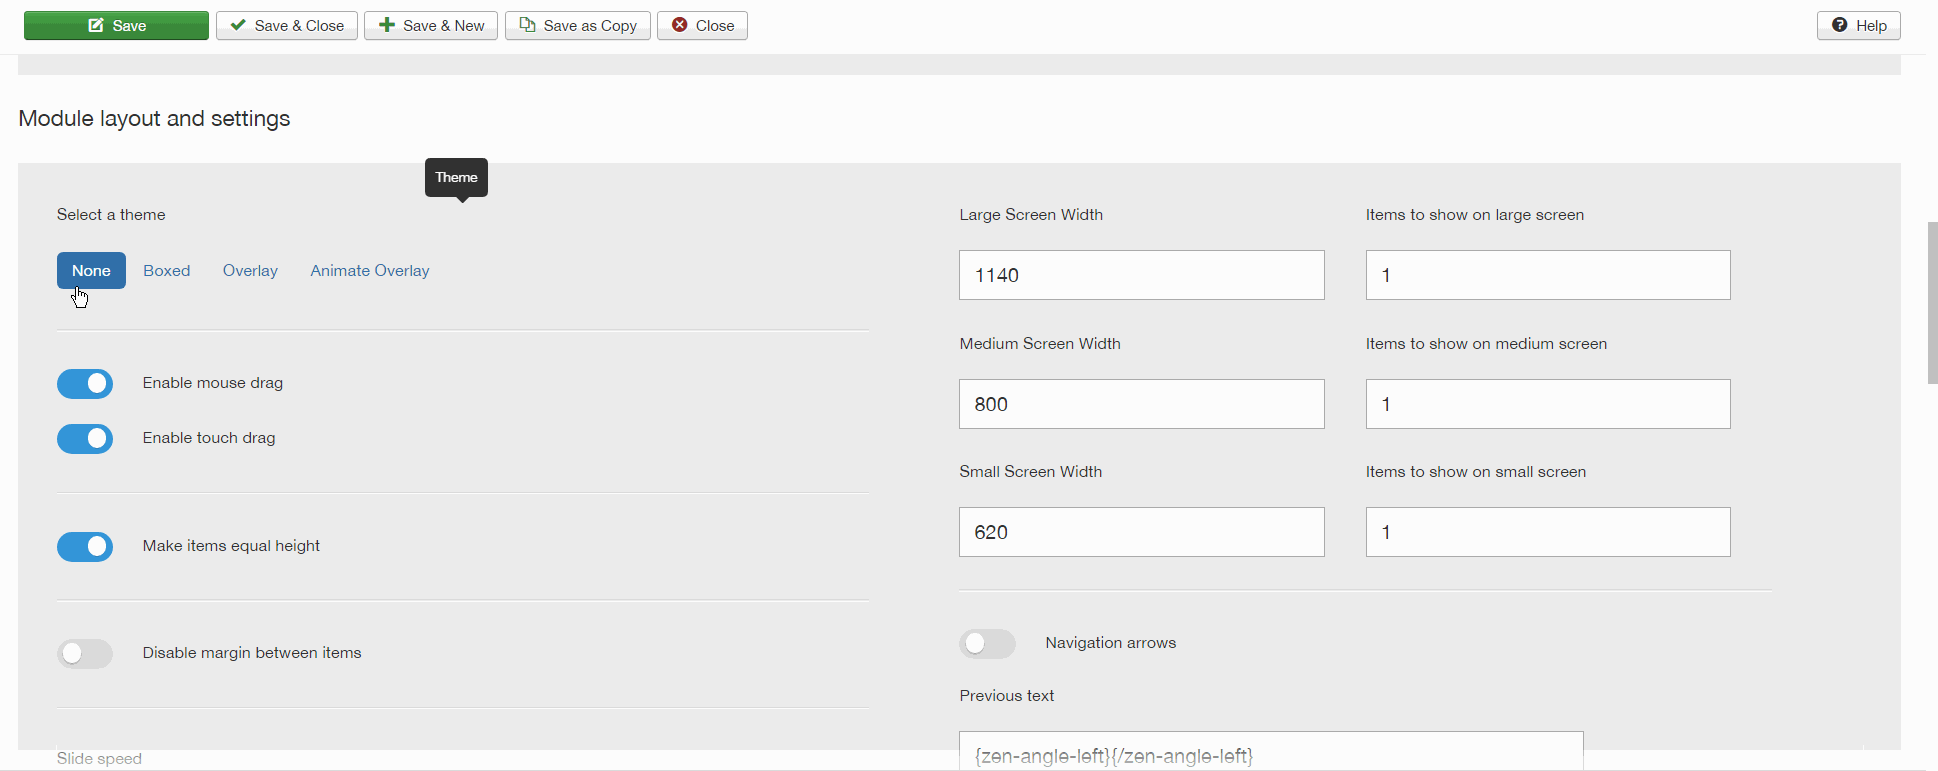 Save
Save & Close
Save & New
Save as Copy
Close
Help
Module layout and settings
Theme
Select a theme
None
Boxed
Overlay
Animate Overlay
Enable mouse drag
Enable touch drag
Make items equal height
Disable margin between items
Slide speed
Large Screen Width
Items to show on large screen
1140
1
Medium Screen Width
Items to show on medium screen
800
1
Small Screen Width
Items to show on small screen
620
1
Navigation arrows
Previous text
{zen-angle-left}{/zen-angle-left}